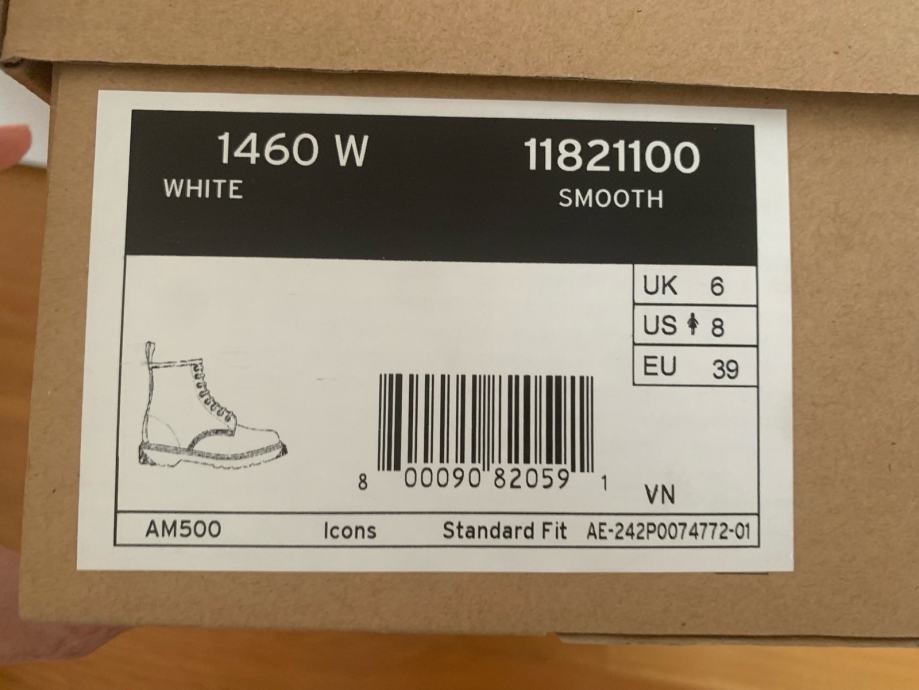 1460 W 11821100
WHITE SMOOTH
UK 6
US 8
EU 39
8 00090 82059 1
VN
AM500 Icons Standard Fit AE-242P0074772-01